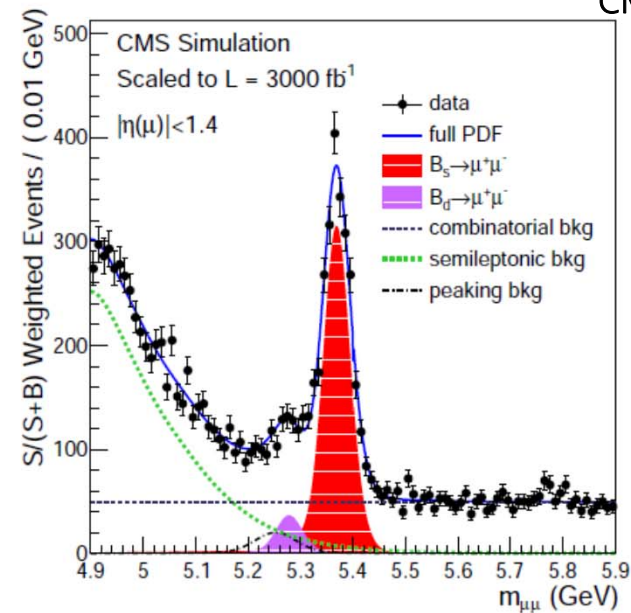 CM
S/(S+B) Weighted Events / ( 0.01 GeV)
500
400
300
200
100
0
CMS Simulation
Scaled to L = 3000 fb⁻¹
|η(μ)|<1.4
data
full PDF
Bₛ→μ⁺μ⁻
B_d→μ⁺μ⁻
combinatorial bkg
semileptonic bkg
peaking bkg
4.9 5 5.1 5.2 5.3 5.4 5.5 5.6 5.7 5.8 5.9
m_μμ (GeV)